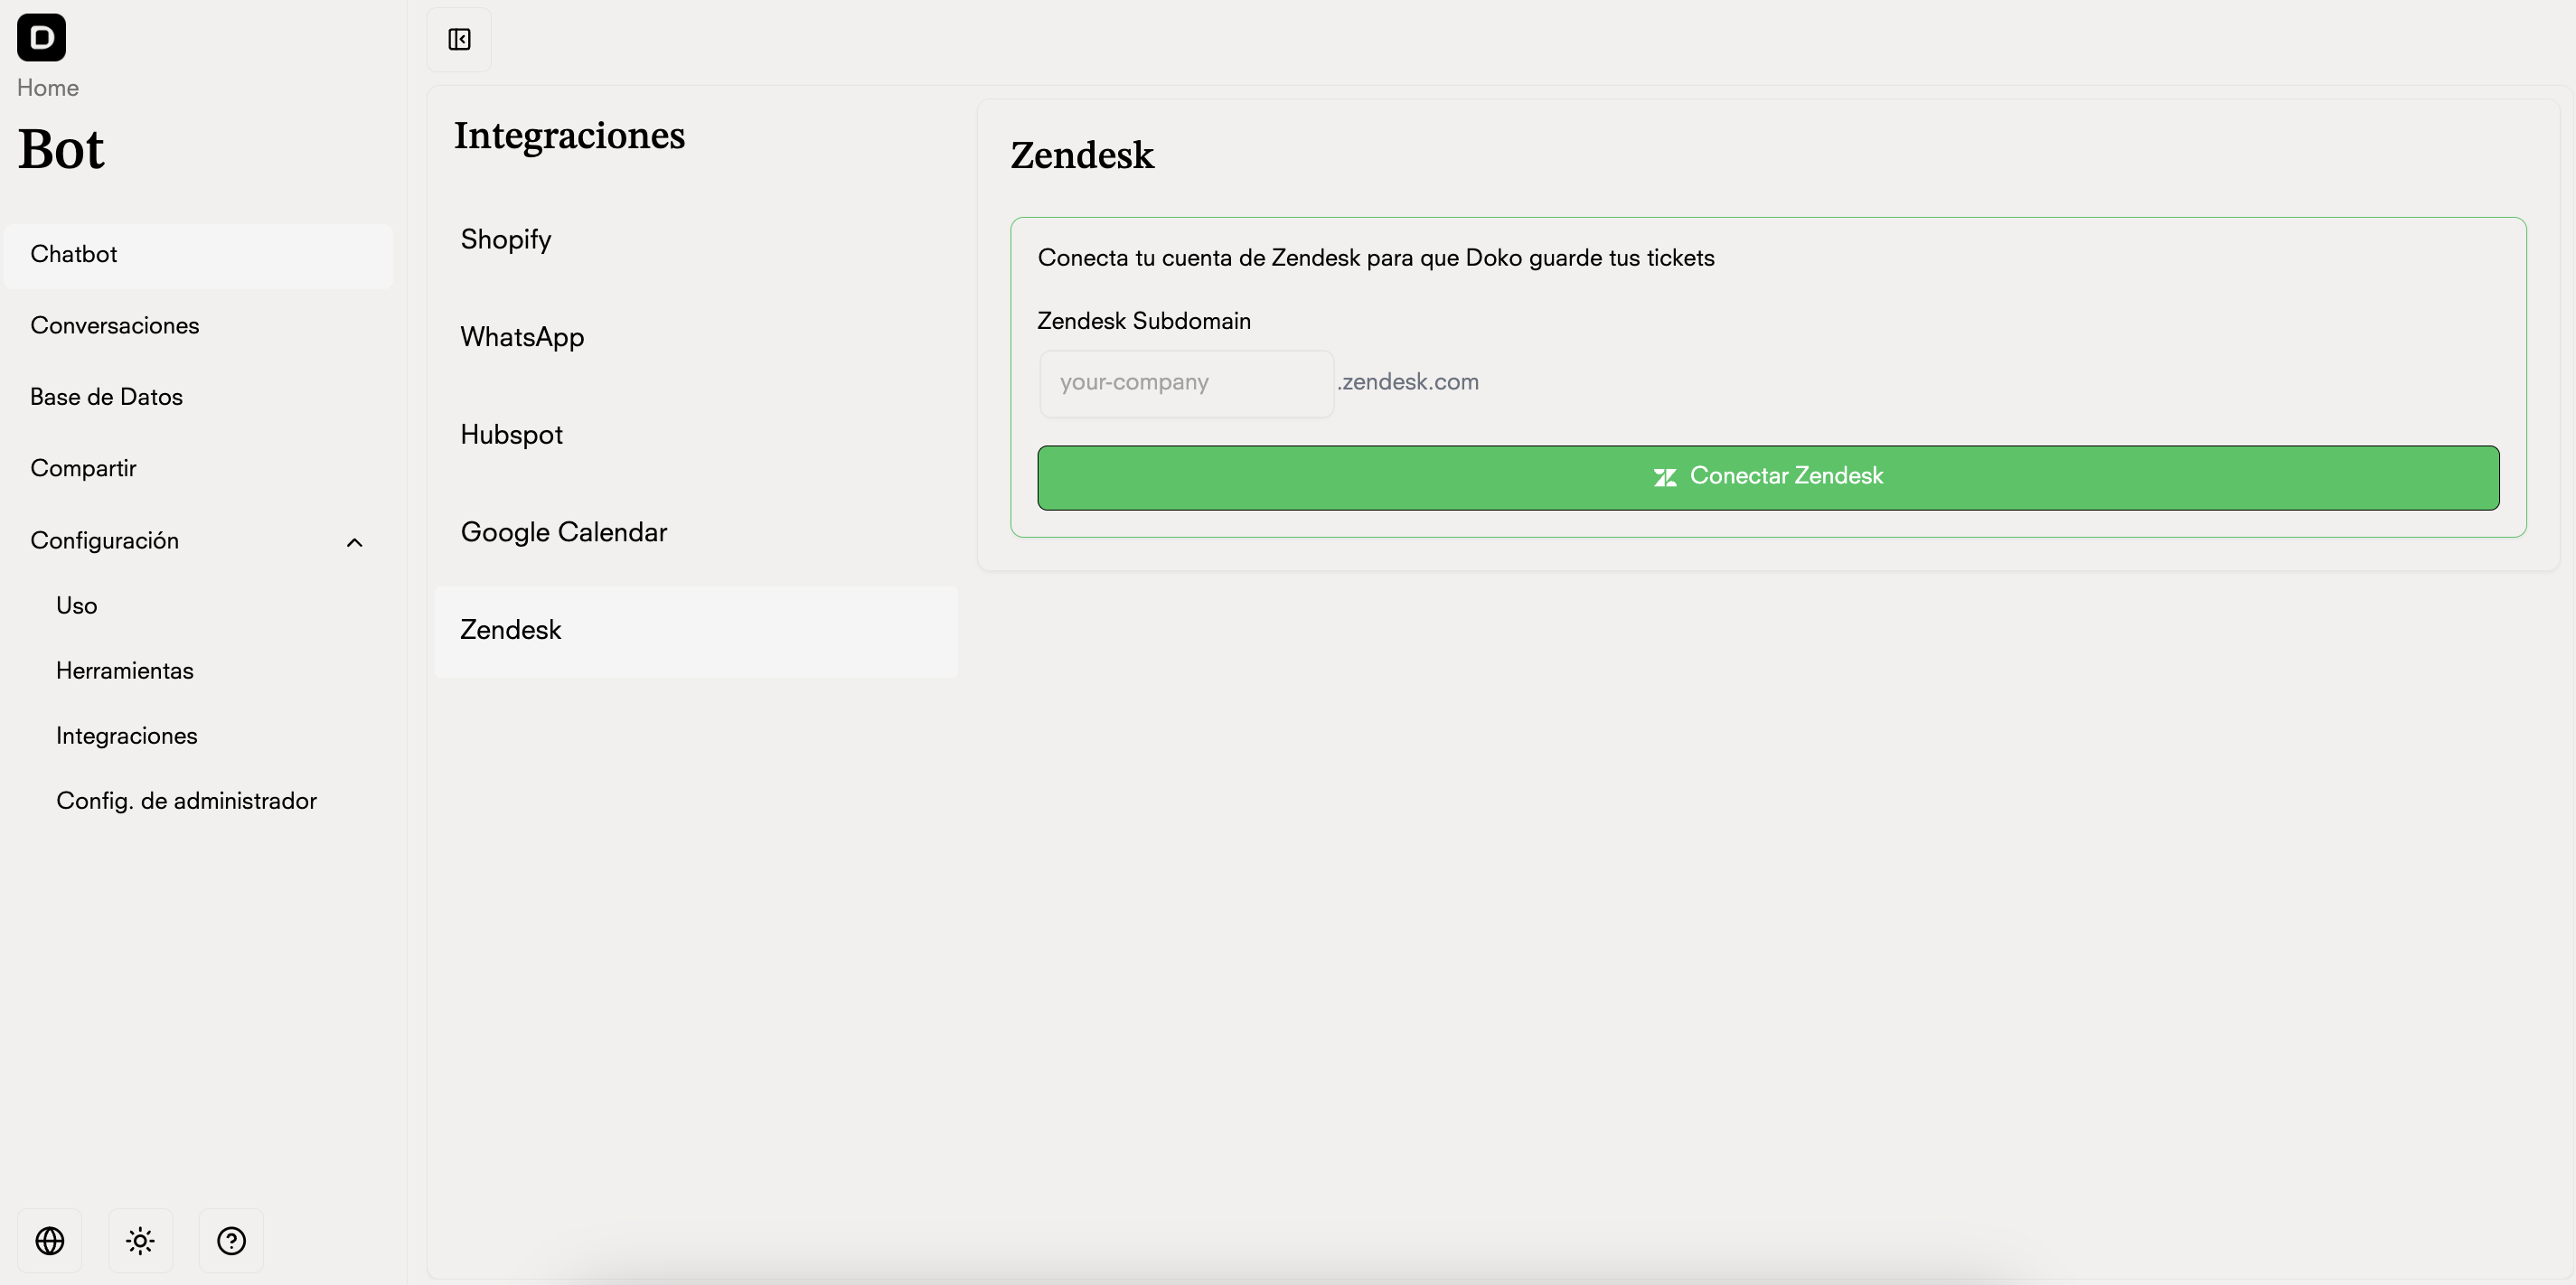 D
Home
Bot
Chatbot
Conversaciones
Base de Datos
Compartir
Configuración
Uso
Herramientas
Integraciones
Config. de administrador
Integraciones
Shopify
WhatsApp
Hubspot
Google Calendar
Zendesk
Zendesk
Conecta tu cuenta de Zendesk para que Doko guarde tus tickets
Zendesk Subdomain
your-company .zendesk.com
Conectar Zendesk